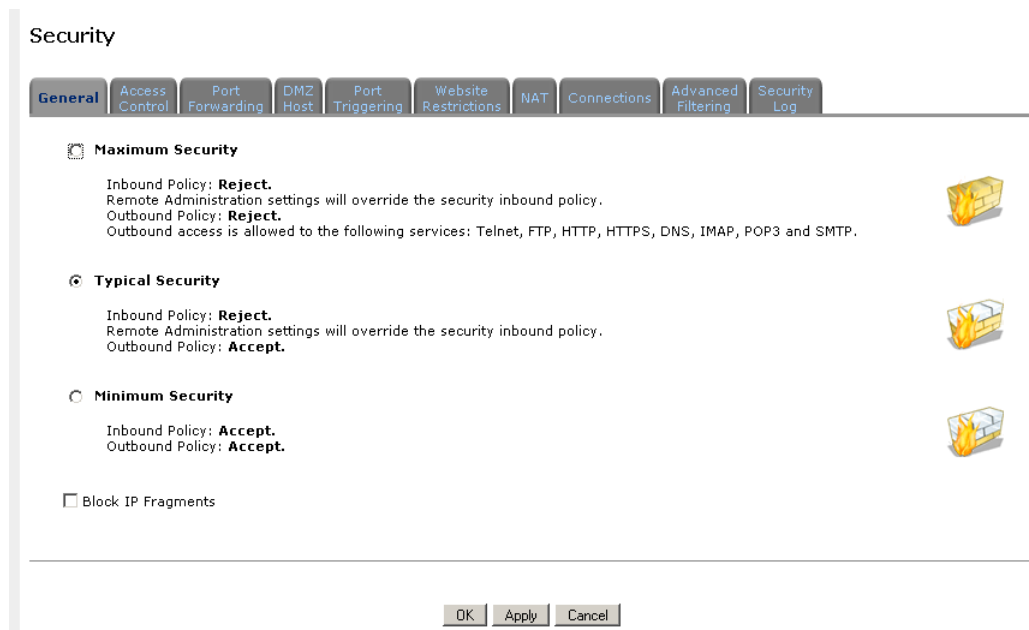 Security
General
Access
Control
Port
Forwarding
DMZ
Host
Port
Triggering
Website
Restrictions
NAT
Connections
Advanced
Filtering
Security
Log
Maximum Security
Inbound Policy: Reject.
Remote Administration settings will override the security inbound policy.
Outbound Policy: Reject.
Outbound access is allowed to the following services: Telnet, FTP, HTTP, HTTPS, DNS, IMAP, POP3 and SMTP.
Typical Security
Inbound Policy: Reject.
Remote Administration settings will override the security inbound policy.
Outbound Policy: Accept.
Minimum Security
Inbound Policy: Accept.
Outbound Policy: Accept.
Block IP Fragments
OK
Apply
Cancel